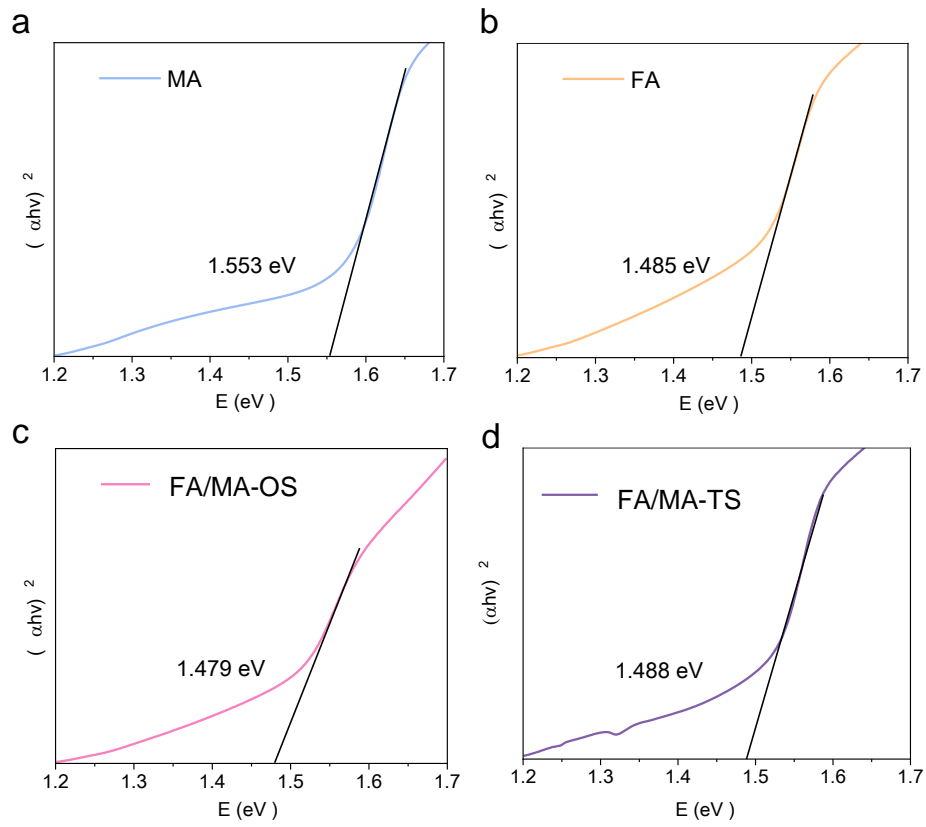 a
MA
( αhv) ²
1.553 eV
1.2 1.3 1.4 1.5 1.6 1.7
E (eV )
b
FA
( αhv) ²
1.485 eV
1.2 1.3 1.4 1.5 1.6 1.7
E (eV )
c
FA/MA-OS
( αhv) ²
1.479 eV
1.2 1.3 1.4 1.5 1.6 1.7
E (eV )
d
FA/MA-TS
(αhv) ²
1.488 eV
1.2 1.3 1.4 1.5 1.6 1.7
E (eV )